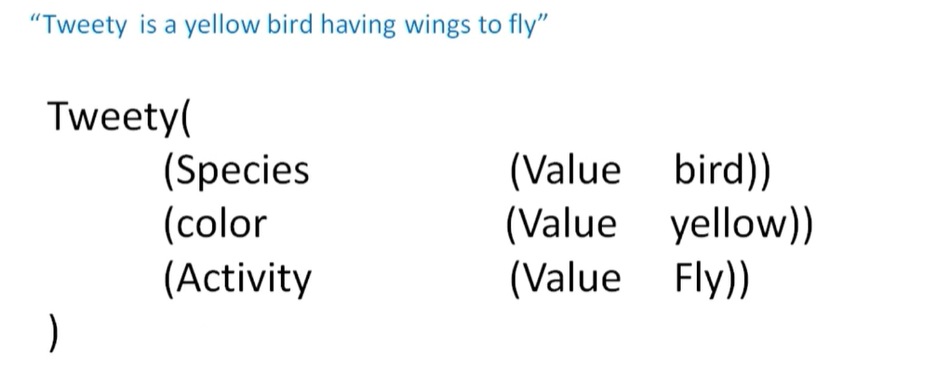 “Tweety is a yellow bird having wings to fly”
Tweety(
(Species (Value bird))
(color (Value yellow))
(Activity (Value Fly))
)